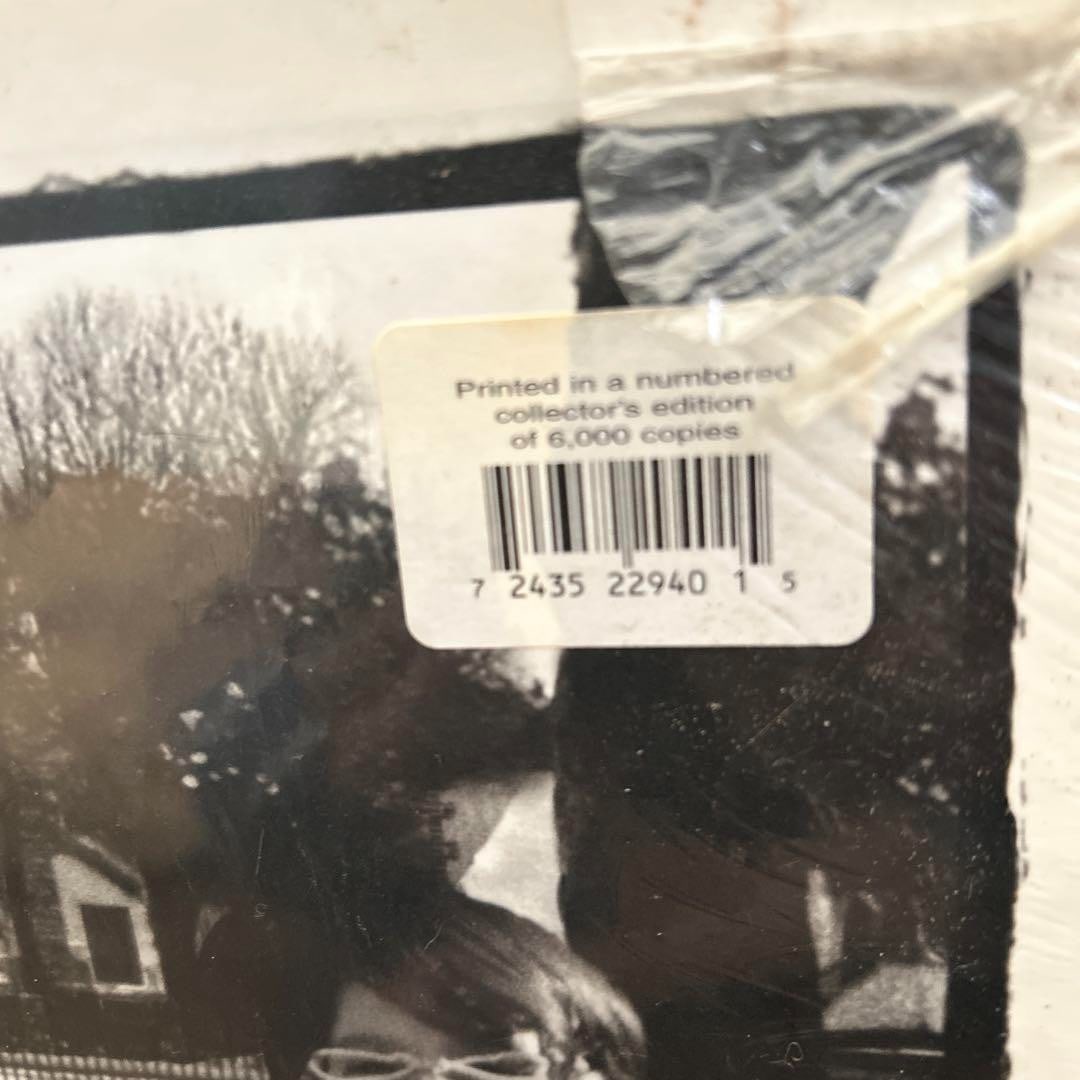 Printed in a numbered
collector's edition
of 6,000 copies
7 2435 22940 1 5